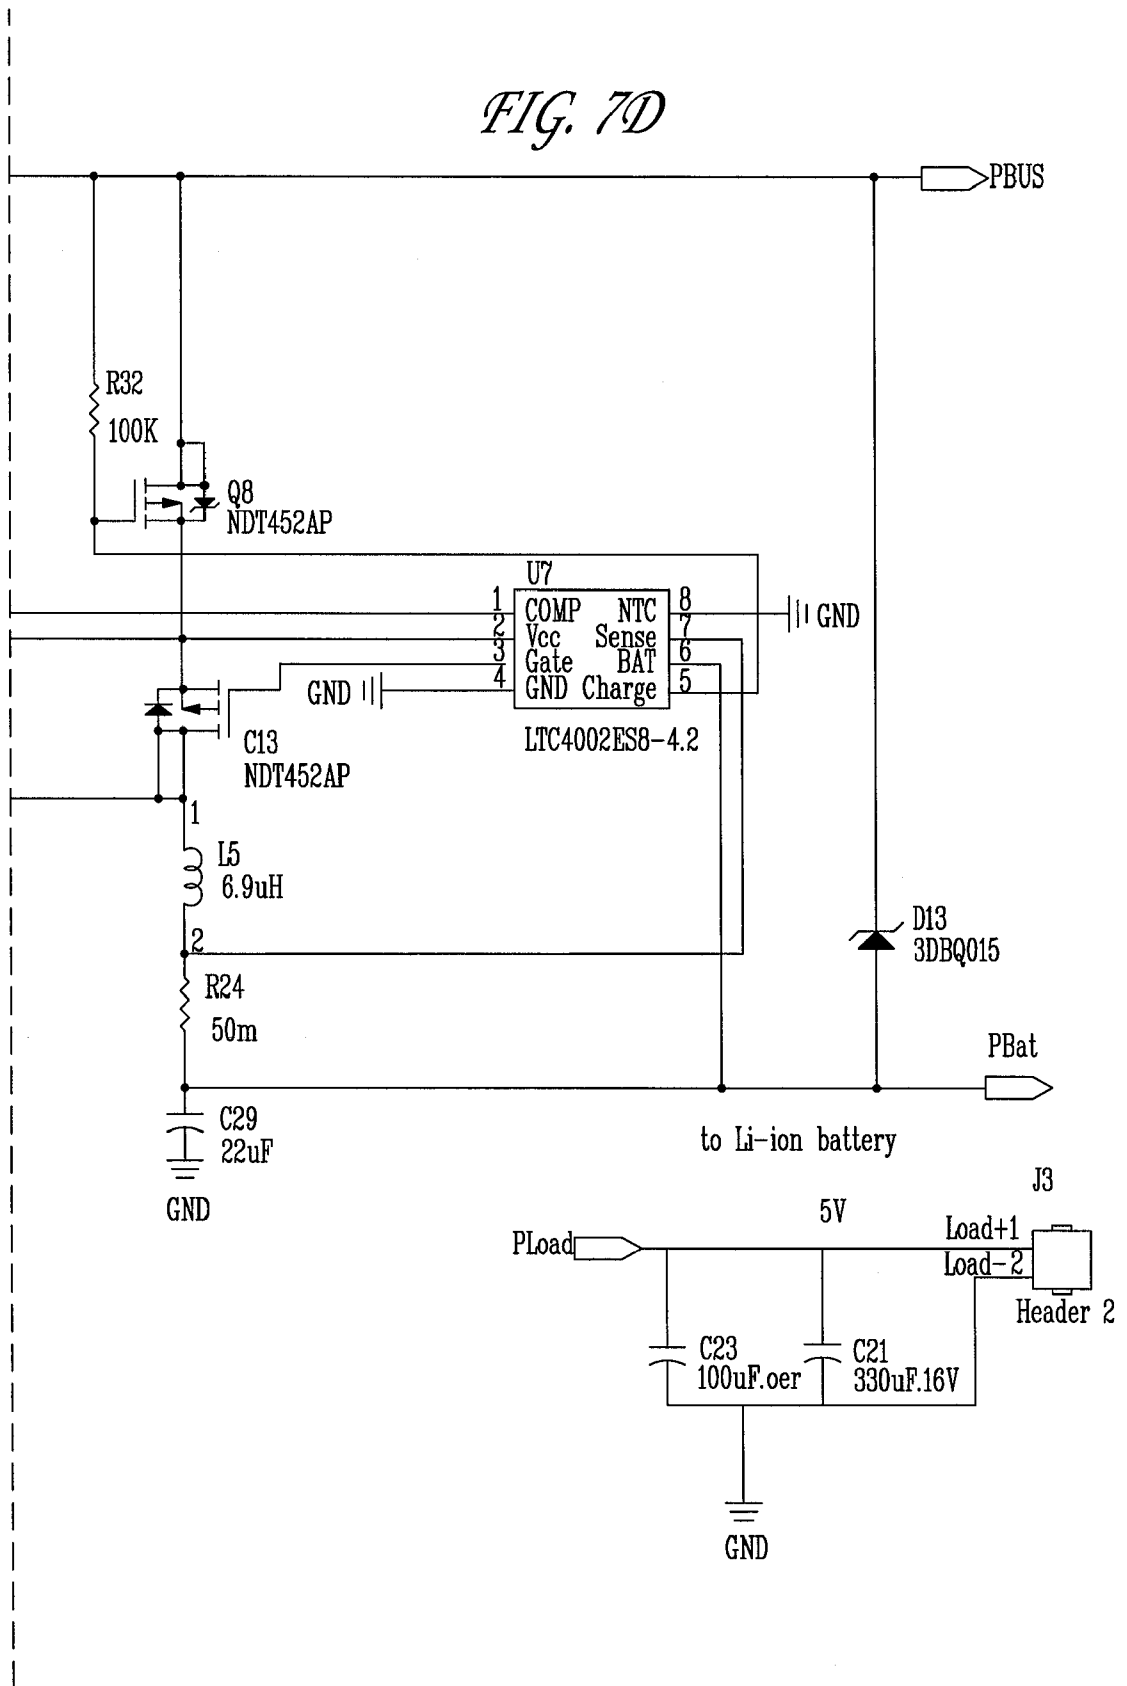 FIG. 7D
PBUS
R32
100K
Q8
NDT452AP
U7
1 COMP NTC 8
2 Vcc Sense 7
3 Gate BAT 6
4 GND Charge 5
GND
GND
LTC4002ES8-4.2
C13
NDT452AP
1
L5
6.9uH
2
D13
3DBQ015
R24
50m
PBat
C29
22uF
GND
to Li-ion battery
J3
5V
PLoad
Load+1
Load-2
Header 2
C23
100uF.oer
C21
330uF.16V
GND